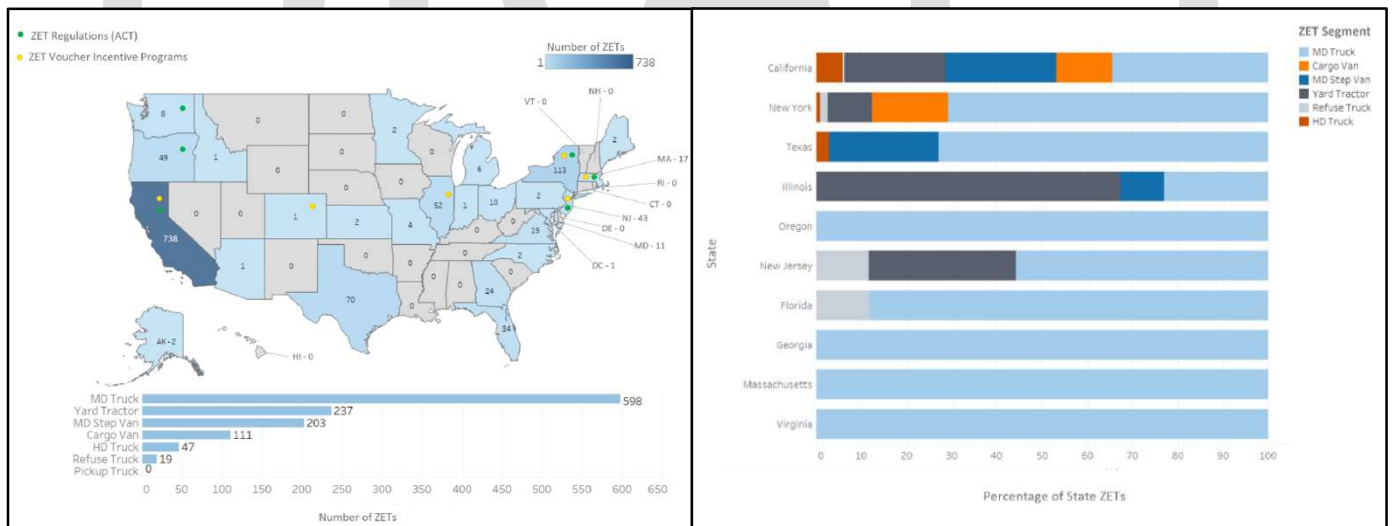 ZET Regulations (ACT)
ZET Voucher Incentive Programs
Number of ZETs
1 738
NH - 0
VT - 0
8 0 0 2 0 2
49 1 0 0 6 113
MA - 17
RI - 0
CT - 0
NJ - 43
DE - 0
MD - 11
DC - 1
0 0 1 0 2 52 1 10 2
738 4 0 0 19
1 0 0 0 0 2
70 0 0 0 24 0
34
AK - 2
HI - 0
MD Truck 598
Yard Tractor 237
MD Step Van 203
Cargo Van 111
HD Truck 47
Refuse Truck 19
Pickup Truck 0
0 50 100 150 200 250 300 350 400 450 500 550 600 650
Number of ZETs
ZET Segment
MD Truck
Cargo Van
MD Step Van
Yard Tractor
Refuse Truck
HD Truck
State
California
New York
Texas
Illinois
Oregon
New Jersey
Florida
Georgia
Massachusetts
Virginia
0 10 20 30 40 50 60 70 80 90 100
Percentage of State ZETs